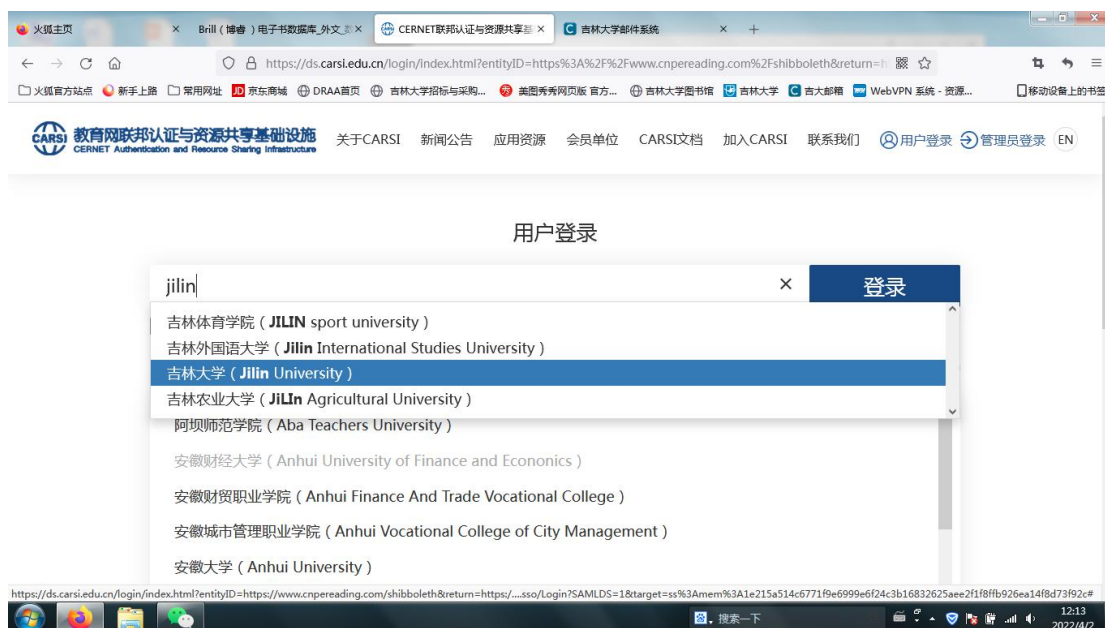 火狐主页 × Brill ( 博睿 ) 电子书数据库_外文_ × CERNET联邦认证与资源共享基 × 吉林大学邮件系统 × +
https://ds.carsi.edu.cn/login/index.html?entityID=https%3A%2F%2Fwww.cnpereading.com%2Fshibboleth&return=h
火狐官方站点 新手上路 常用网址 JD 京东商城 DRAA首页 吉林大学招标与采购... 美图秀秀网页版 官方... 吉林大学图书馆 吉林大学 吉大邮箱 WebVPN 系统 - 资源... 移动设备上的书签
CARSI 教育网联邦认证与资源共享基础设施 关于CARSI 新闻公告 应用资源 会员单位 CARSI文档 加入CARSI 联系我们 用户登录 管理员登录 EN
CERNET Authentication and Resource Sharing Infrastructure
用户登录
jilin × 登录
吉林体育学院 ( JILIN sport university )
吉林外国语大学 ( Jilin International Studies University )
吉林大学 ( Jilin University )
吉林农业大学 ( JiLIn Agricultural University )
阿坝师范学院 ( Aba Teachers University )
安徽财经大学 ( Anhui University of Finance and Econonics )
安徽财贸职业学院 ( Anhui Finance And Trade Vocational College )
安徽城市管理职业学院 ( Anhui Vocational College of City Management )
安徽大学 ( Anhui University )
https://ds.carsi.edu.cn/login/index.html?entityID=https://www.cnpereading.com/shibboleth&return=https:/....sso/Login?SAMLDS=1&target=ss%3Amem%3A1e215a514c6771f9e6999e6f24c3b16832625aee2f1f8ffb926ea14f8d73f92c#
搜索一下 12:13
2022/4/2